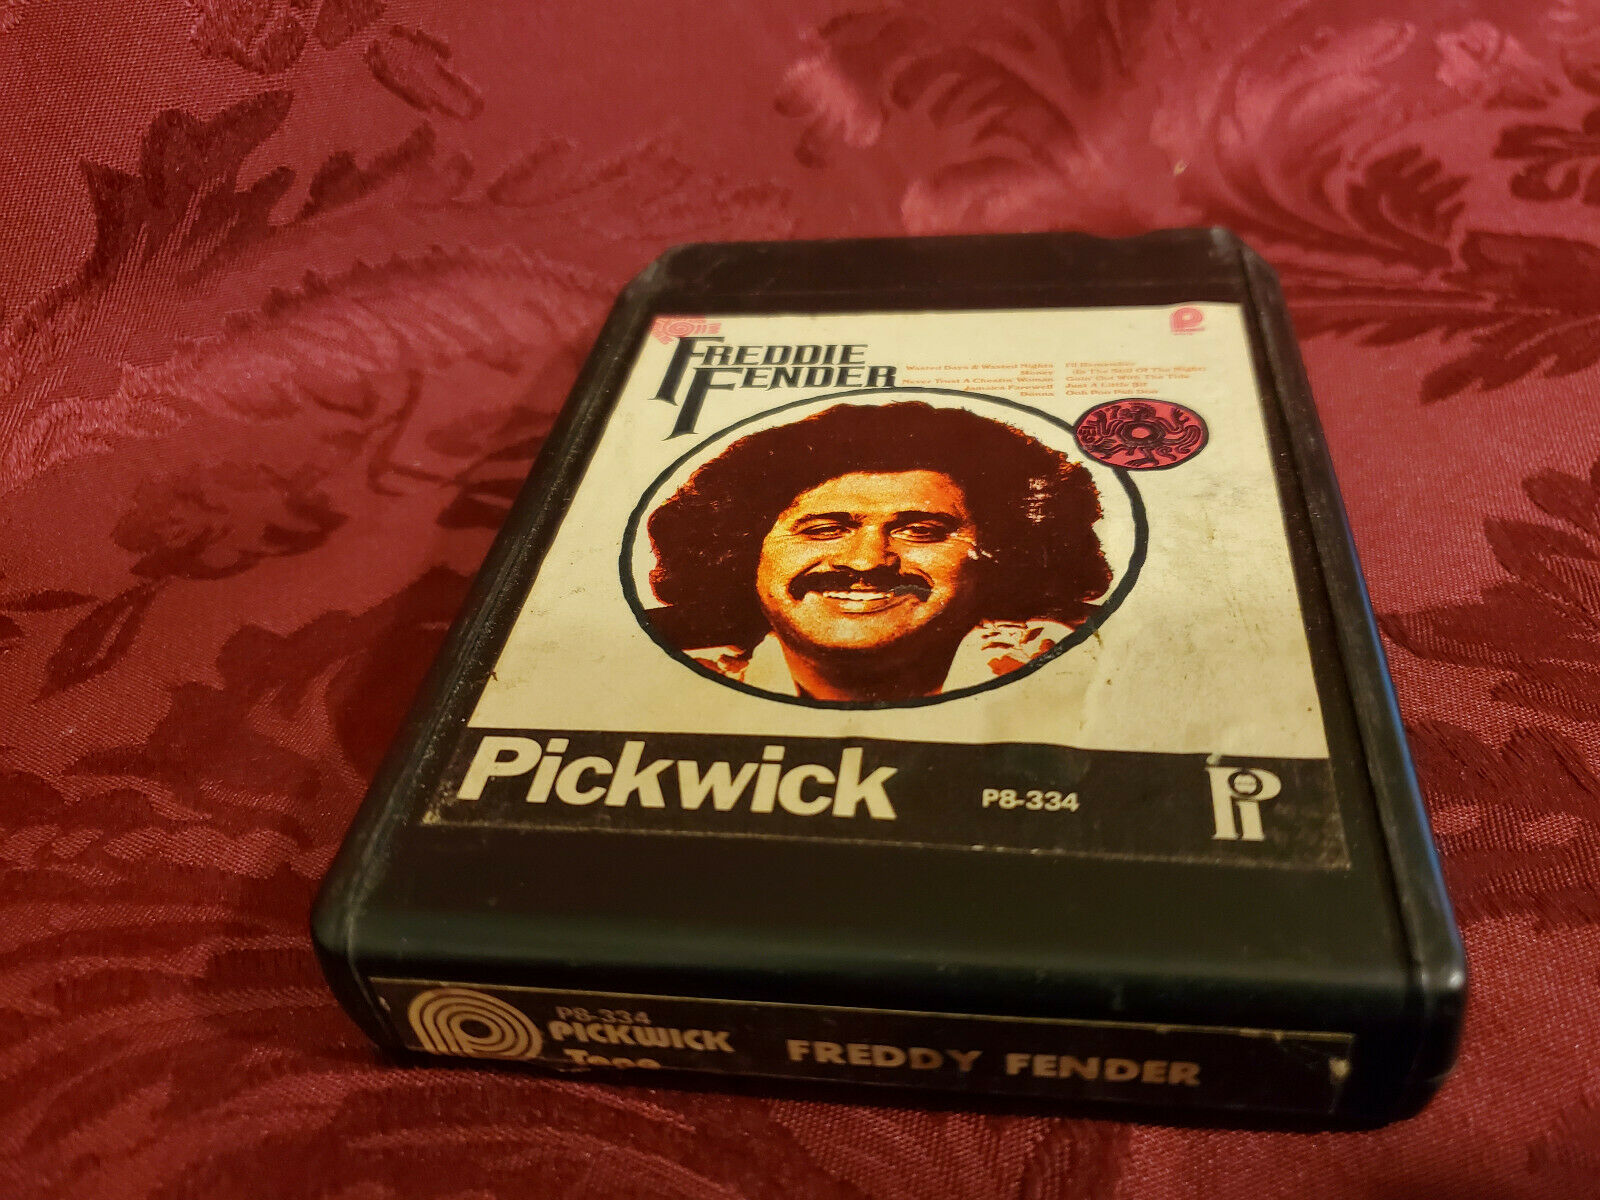 FREDDIE
FENDER
Wasted Days & Wasted Nights
Money
Never Trust A Cheatin' Woman
Jamaica Farewell
Donna
I'll Remember
(In The Still Of The Night)
Goin' Out With The Tide
Just A Little Bit
Ooh Poo Pah Doo
Pickwick
P8-334
P8-334
PICKWICK
Tape
FREDDY FENDER